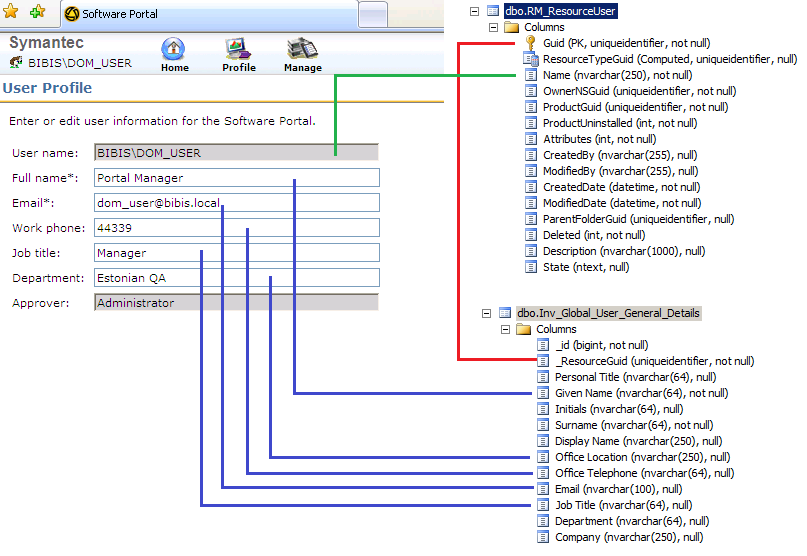 Software Portal
Symantec
BIBIS\DOM_USER
Home
Profile
Manage
User Profile
Enter or edit user information for the Software Portal.
User name: BIBIS\DOM_USER
Full name*: Portal Manager
Email*: dom_user@bibis.local
Work phone: 44339
Job title: Manager
Department: Estonian QA
Approver: Administrator
dbo.RM_ResourceUser
Columns
Guid (PK, uniqueidentifier, not null)
ResourceTypeGuid (Computed, uniqueidentifier, null)
Name (nvarchar(250), not null)
OwnerNSGuid (uniqueidentifier, not null)
ProductGuid (uniqueidentifier, not null)
ProductUninstalled (int, not null)
Attributes (int, not null)
CreatedBy (nvarchar(255), null)
ModifiedBy (nvarchar(255), null)
CreatedDate (datetime, not null)
ModifiedDate (datetime, not null)
ParentFolderGuid (uniqueidentifier, null)
Deleted (int, not null)
Description (nvarchar(1000), null)
State (ntext, null)
dbo.Inv_Global_User_General_Details
Columns
_id (bigint, not null)
_ResourceGuid (uniqueidentifier, not null)
Personal Title (nvarchar(64), null)
Given Name (nvarchar(64), not null)
Initials (nvarchar(64), null)
Surname (nvarchar(64), not null)
Display Name (nvarchar(250), null)
Office Location (nvarchar(250), null)
Office Telephone (nvarchar(64), null)
Email (nvarchar(100), null)
Job Title (nvarchar(64), null)
Department (nvarchar(64), null)
Company (nvarchar(250), null)